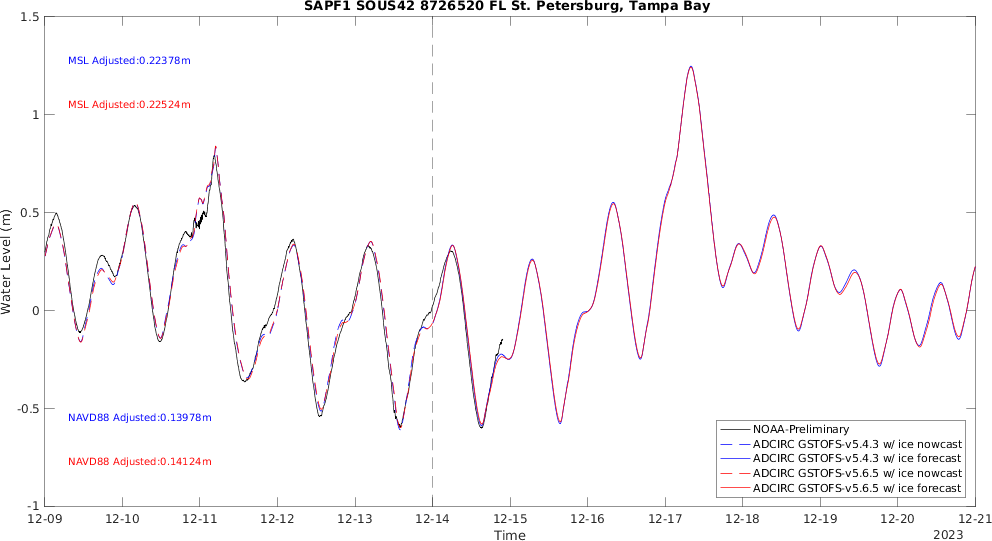 SAPF1 SOUS42 8726520 FL St. Petersburg, Tampa Bay
1.5
1
0.5
0
-0.5
-1
Water Level (m)
MSL Adjusted:0.22378m
MSL Adjusted:0.22524m
NAVD88 Adjusted:0.13978m
NAVD88 Adjusted:0.14124m
NOAA-Preliminary
ADCIRC GSTOFS-v5.4.3 w/ ice nowcast
ADCIRC GSTOFS-v5.4.3 w/ ice forecast
ADCIRC GSTOFS-v5.6.5 w/ ice nowcast
ADCIRC GSTOFS-v5.6.5 w/ ice forecast
12-09 12-10 12-11 12-12 12-13 12-14 12-15 12-16 12-17 12-18 12-19 12-20 12-21
Time
2023